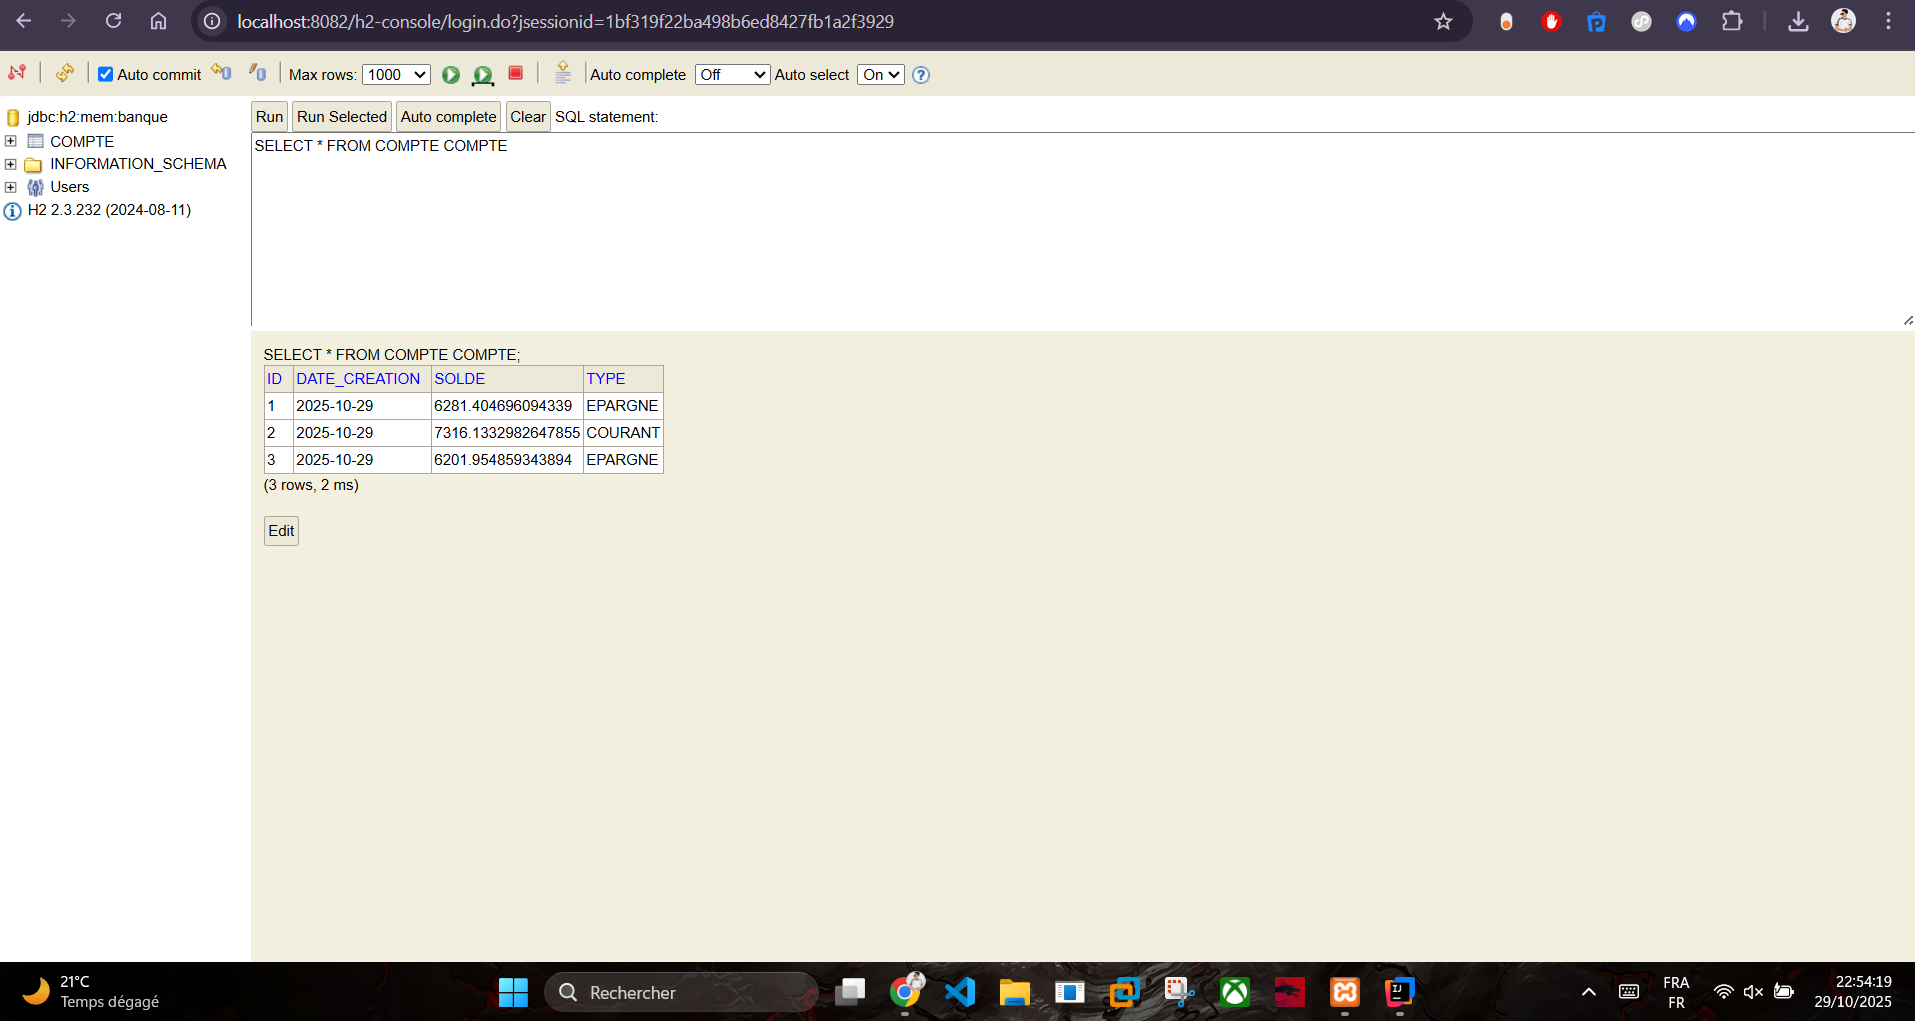 localhost:8082/h2-console/login.do?jsessionid=1bf319f22ba498b6ed8427fb1a2f3929
Auto commit Max rows: 1000 Auto complete Off Auto select On ?
jdbc:h2:mem:banque
COMPTE
INFORMATION_SCHEMA
Users
H2 2.3.232 (2024-08-11)
Run Run Selected Auto complete Clear SQL statement:
SELECT * FROM COMPTE COMPTE
SELECT * FROM COMPTE COMPTE;
ID DATE_CREATION SOLDE TYPE
1 2025-10-29 6281.404696094339 EPARGNE
2 2025-10-29 7316.1332982647855 COURANT
3 2025-10-29 6201.954859343894 EPARGNE
(3 rows, 2 ms)
Edit
21°C
Temps dégagé
Rechercher
FRA
FR
22:54:19
29/10/2025